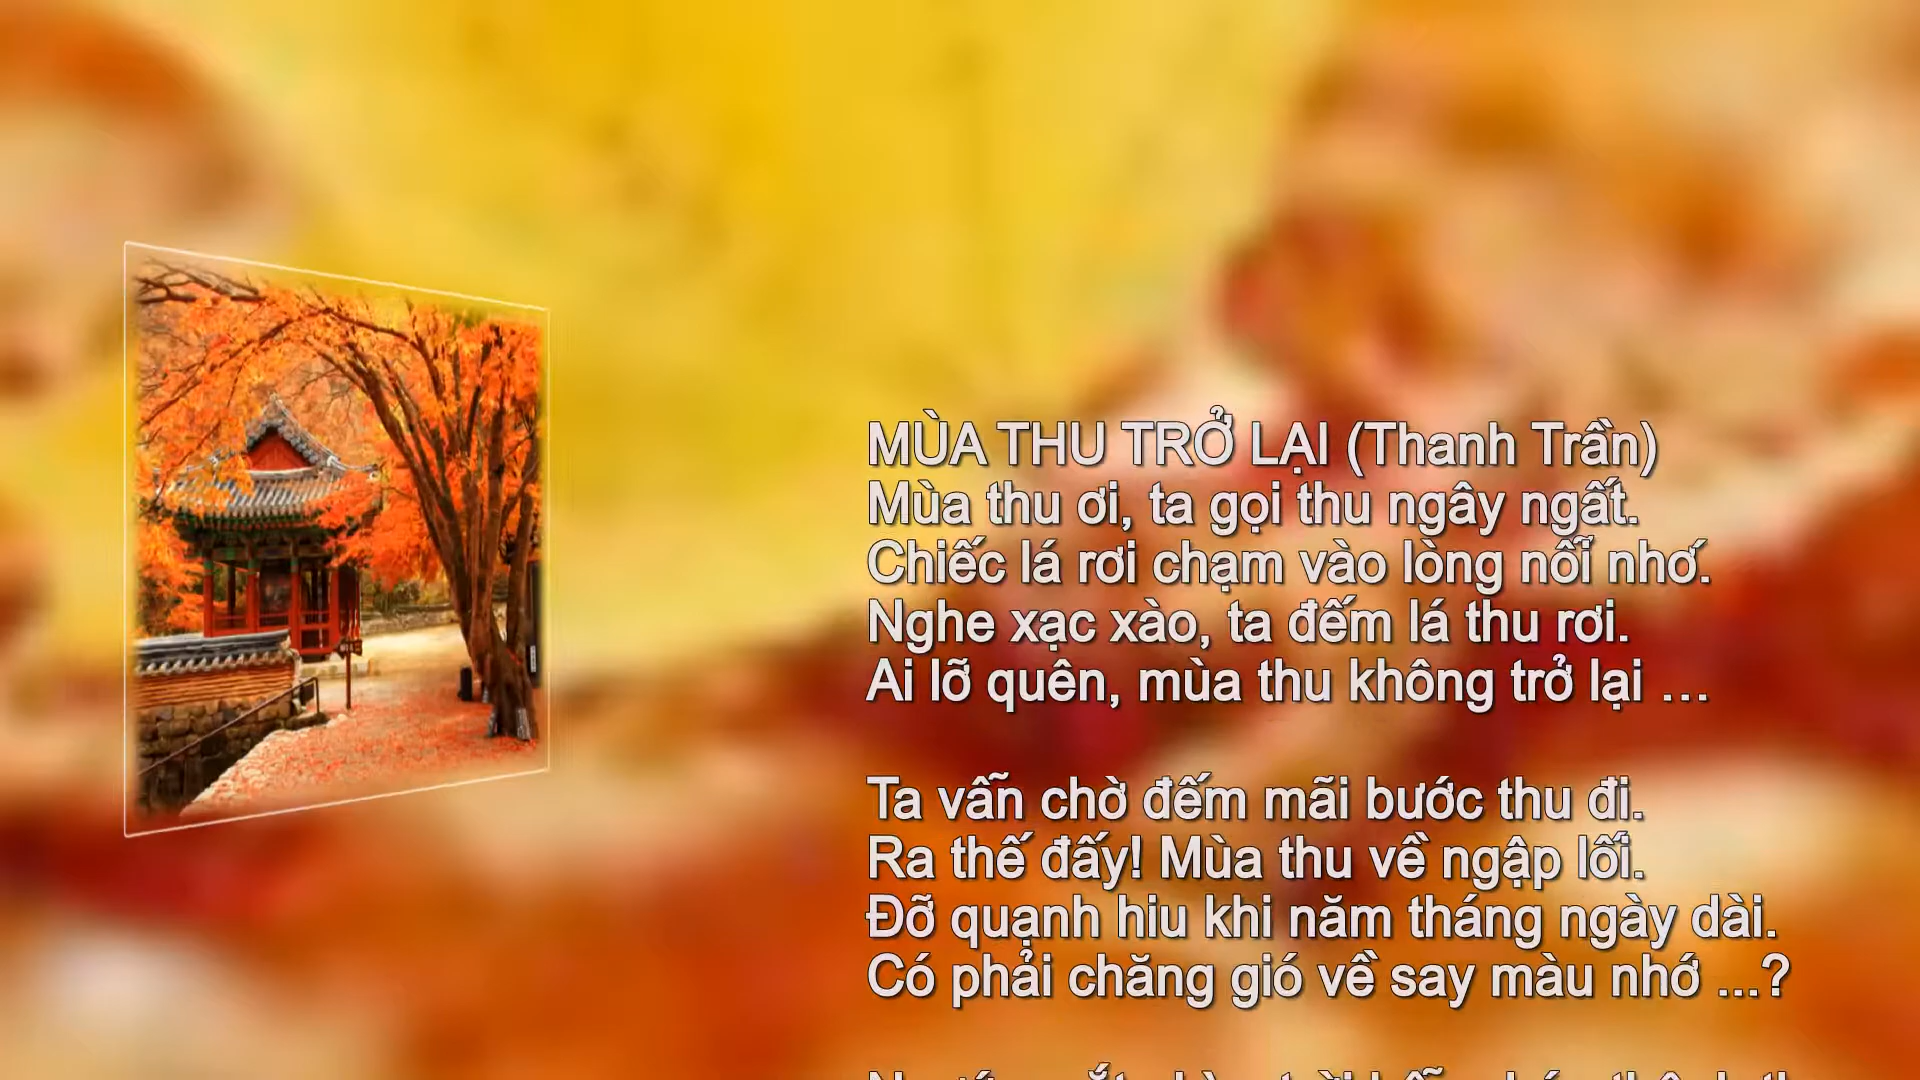 MÙA THU TRỞ LẠI (Thanh Trần)
Mùa thu ơi, ta gọi thu ngây ngất.
Chiếc lá rơi chạm vào lòng nỗi nhớ.
Nghe xạc xào, ta đếm lá thu rơi.
Ai lỡ quên, mùa thu không trở lại ...
Ta vẫn chờ đếm mãi bước thu đi.
Ra thế đấy! Mùa thu về ngập lối.
Đỡ quạnh hiu khi năm tháng ngày dài.
Có phải chăng gió về say màu nhớ ...?